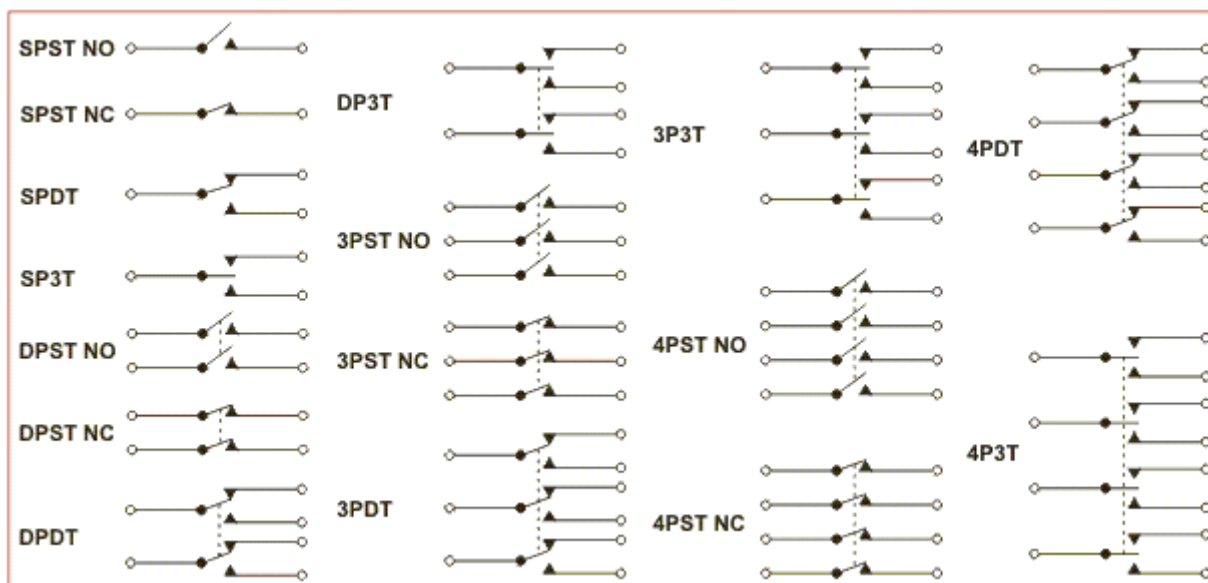 SPST NO
SPST NC
SPDT
SP3T
DPST NO
DPST NC
DPDT
DP3T
3PST NO
3PST NC
3PDT
3P3T
4PST NO
4PST NC
4PDT
4P3T